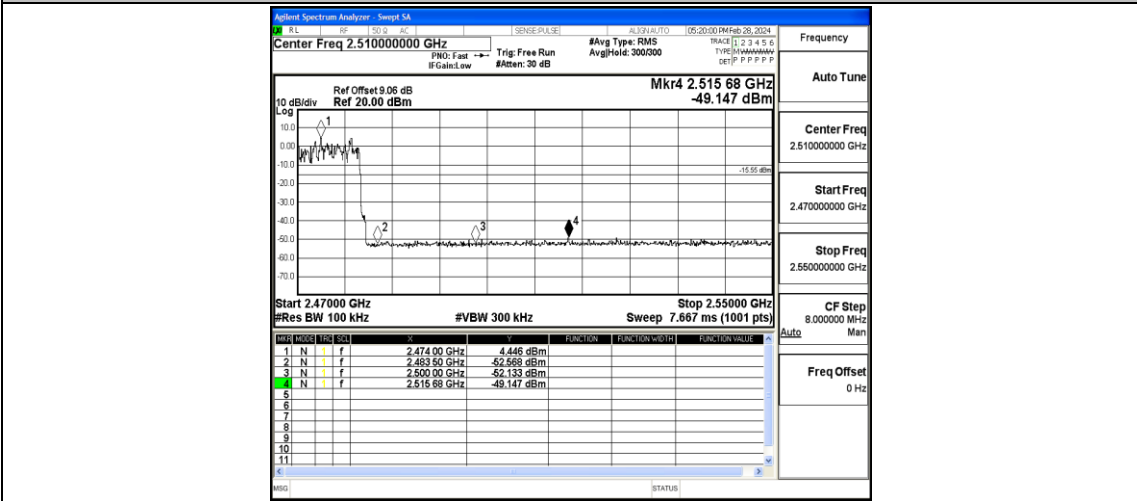 Agilent Spectrum Analyzer - Swept SA
RL RF 50 Ω AC SENSE:PULSE ALIGN AUTO 05:20:00 PM Feb 28, 2024
Center Freq 2.510000000 GHz
PNO: Fast
IFGain:Low
Trig: Free Run
#Atten: 30 dB
#Avg Type: RMS
Avg|Hold: 300/300
TRACE 1 2 3 4 5 6
TYPE M
DET P P P P P P
Frequency
Mkr4 2.515 68 GHz
-49.147 dBm
Ref Offset 9.06 dB
10 dB/div Ref 20.00 dBm
Log
10.0
0.00
-10.0
-20.0
-30.0
-40.0
-50.0
-60.0
-70.0
1
2
3
4
-15.55 dBm
Start 2.47000 GHz Stop 2.55000 GHz
#Res BW 100 kHz #VBW 300 kHz Sweep 7.667 ms (1001 pts)
MKR MODE TRC SCL X Y FUNCTION FUNCTION WIDTH FUNCTION VALUE
1 N 1 f 2.474 00 GHz 4.446 dBm
2 N 1 f 2.483 50 GHz -52.568 dBm
3 N 1 f 2.500 00 GHz -52.133 dBm
4 N 1 f 2.515 68 GHz -49.147 dBm
5
6
7
8
9
10
11
MSG STATUS
Auto Tune
Center Freq
2.510000000 GHz
Start Freq
2.470000000 GHz
Stop Freq
2.550000000 GHz
CF Step
8.000000 MHz
Auto Man
Freq Offset
0 Hz